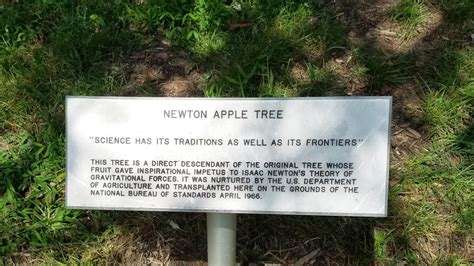 NEWTON APPLE TREE
"SCIENCE HAS ITS TRADITIONS AS WELL AS ITS FRONTIERS"
THIS TREE IS A DIRECT DESCENDANT OF THE ORIGINAL TREE WHOSE
FRUIT GAVE INSPIRATIONAL IMPETUS TO ISAAC NEWTON'S THEORY OF
GRAVITATIONAL FORCES. IT WAS NURTURED BY THE U.S. DEPARTMENT
OF AGRICULTURE AND TRANSPLANTED HERE ON THE GROUNDS OF THE
NATIONAL BUREAU OF STANDARDS APRIL 1966.